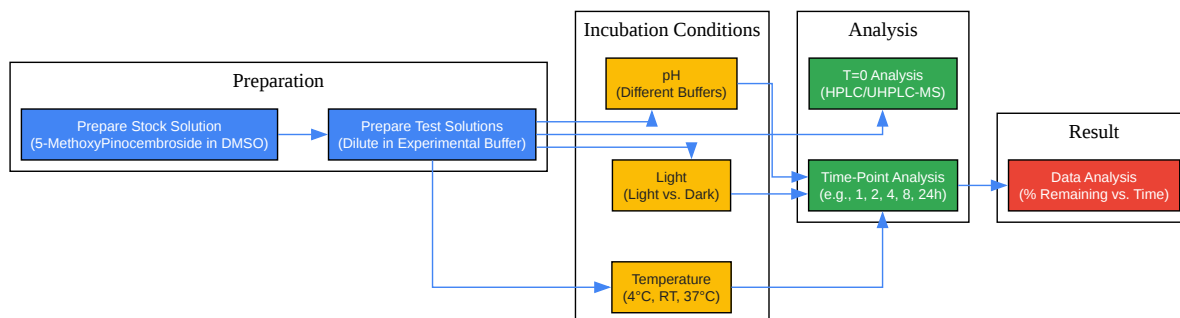 Preparation
Prepare Stock Solution
(5-MethoxyPinocembroside in DMSO)
Prepare Test Solutions
(Dilute in Experimental Buffer)
Incubation Conditions
pH
(Different Buffers)
Light
(Light vs. Dark)
Temperature
(4°C, RT, 37°C)
Analysis
T=0 Analysis
(HPLC/UHPLC-MS)
Time-Point Analysis
(e.g., 1, 2, 4, 8, 24h)
Result
Data Analysis
(% Remaining vs. Time)